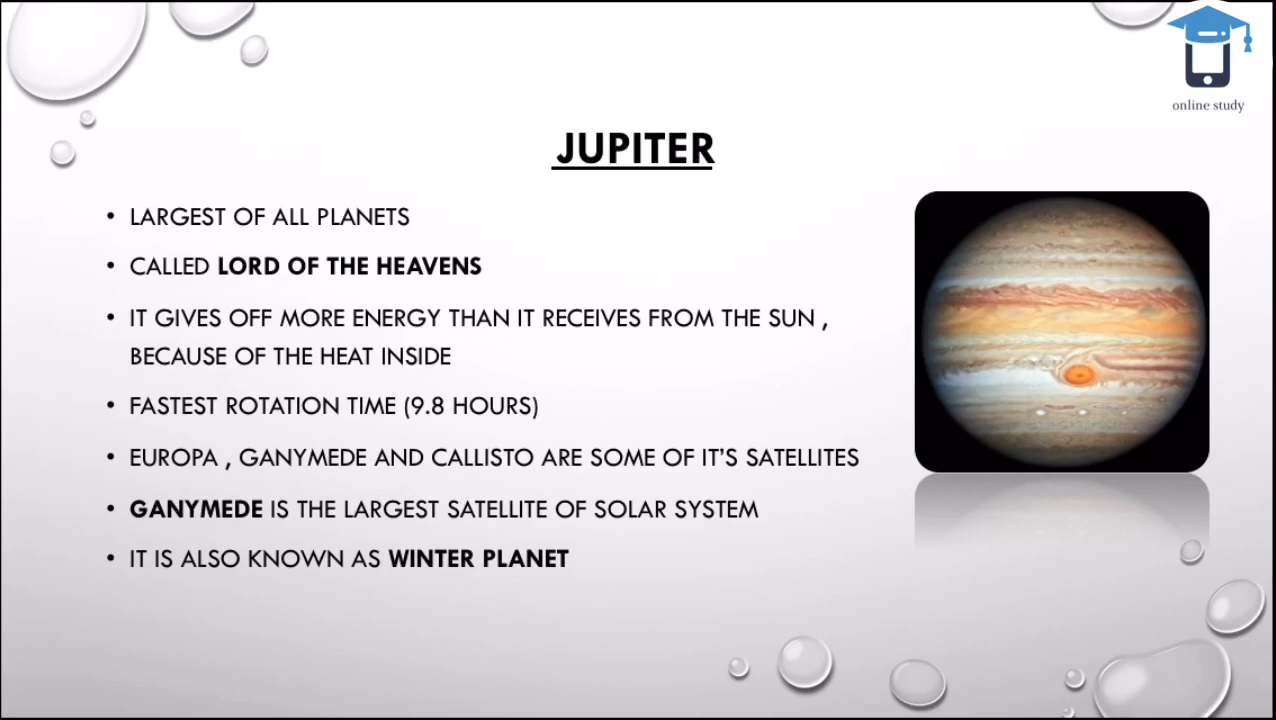 online study
JUPITER
• LARGEST OF ALL PLANETS
• CALLED LORD OF THE HEAVENS
• IT GIVES OFF MORE ENERGY THAN IT RECEIVES FROM THE SUN ,
BECAUSE OF THE HEAT INSIDE
• FASTEST ROTATION TIME (9.8 HOURS)
• EUROPA , GANYMEDE AND CALLISTO ARE SOME OF IT’S SATELLITES
• GANYMEDE IS THE LARGEST SATELLITE OF SOLAR SYSTEM
• IT IS ALSO KNOWN AS WINTER PLANET